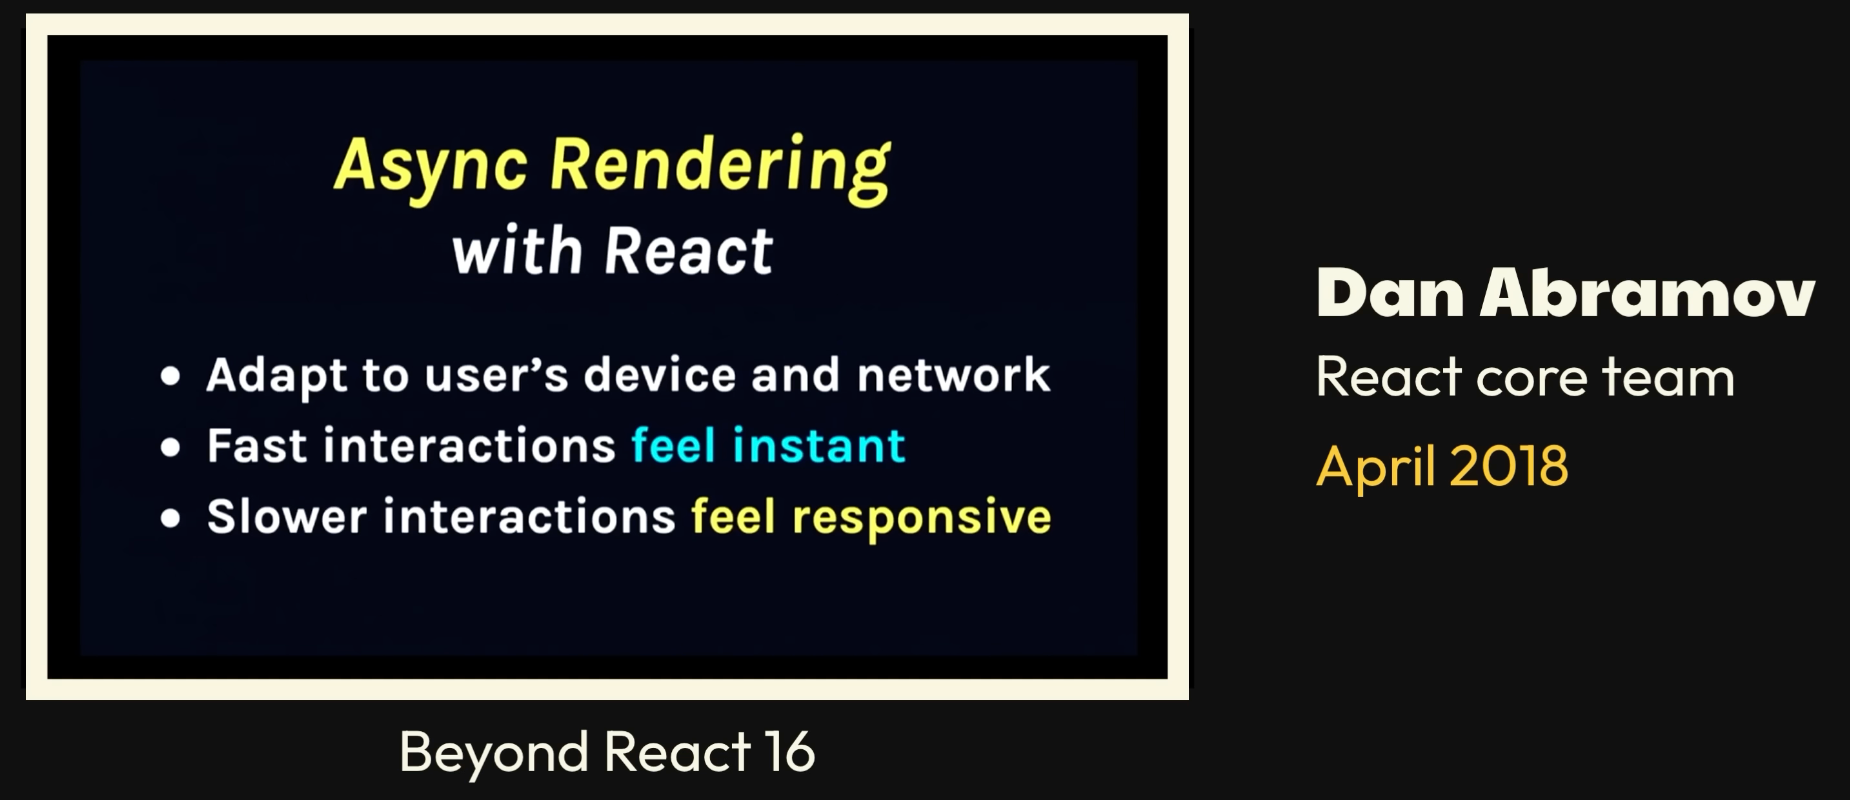 Async Rendering
with React
• Adapt to user’s device and network
• Fast interactions feel instant
• Slower interactions feel responsive
Beyond React 16
Dan Abramov
React core team
April 2018